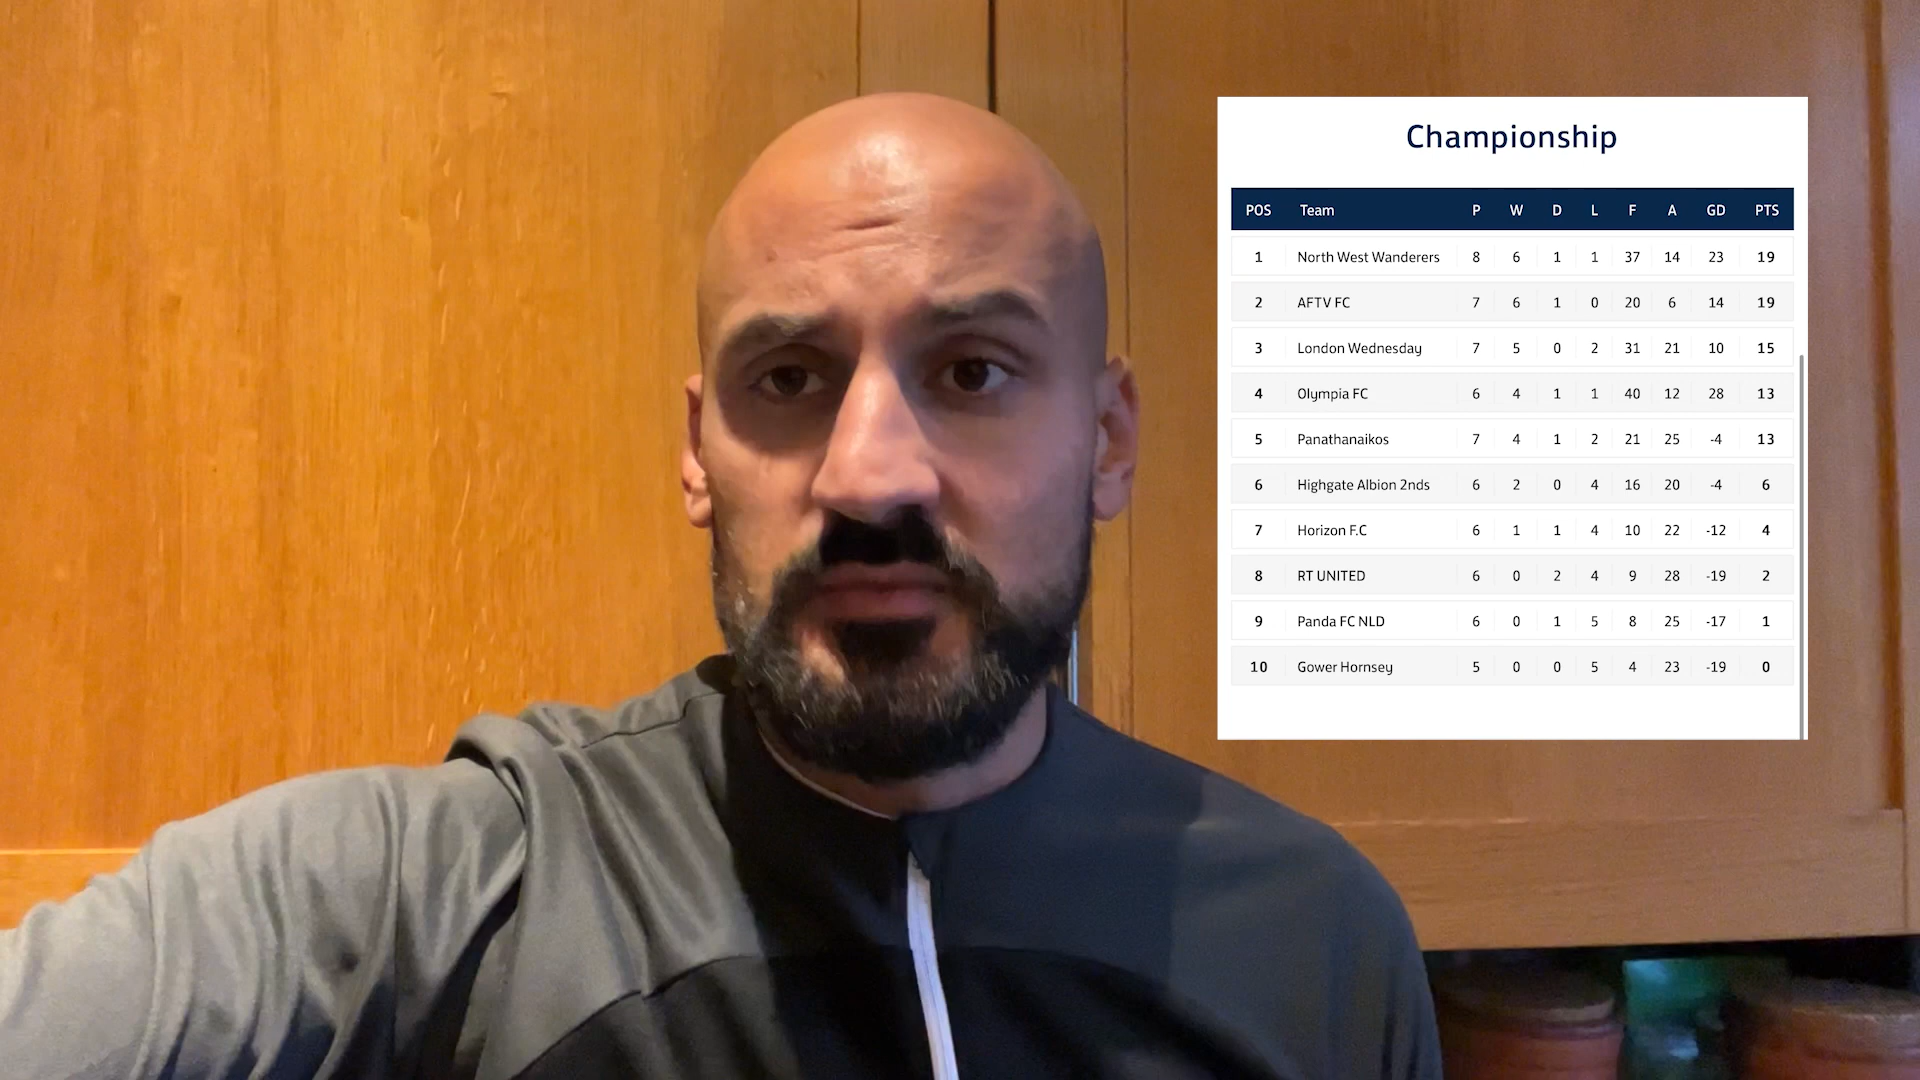 Championship
POS Team P W D L F A GD PTS
1 North West Wanderers 8 6 1 1 37 14 23 19
2 AFTV FC 7 6 1 0 20 6 14 19
3 London Wednesday 7 5 0 2 31 21 10 15
4 Olympia FC 6 4 1 1 40 12 28 13
5 Panathanaikos 7 4 1 2 21 25 -4 13
6 Highgate Albion 2nds 6 2 0 4 16 20 -4 6
7 Horizon F.C 6 1 1 4 10 22 -12 4
8 RT UNITED 6 0 2 4 9 28 -19 2
9 Panda FC NLD 6 0 1 5 8 25 -17 1
10 Gower Hornsey 5 0 0 5 4 23 -19 0